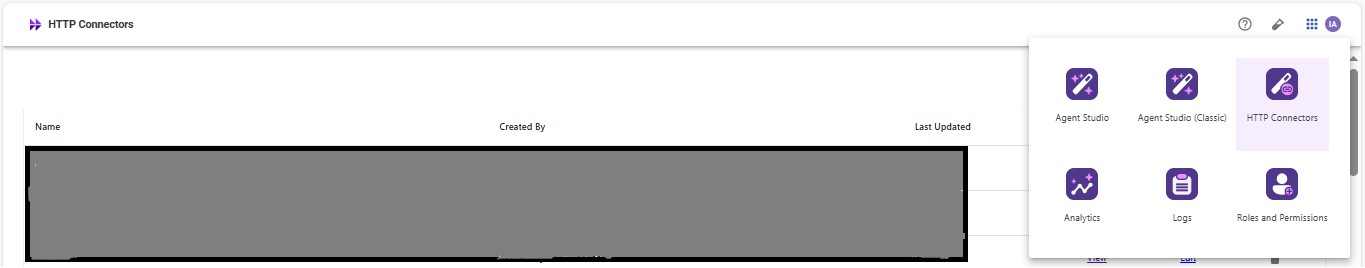 HTTP Connectors
IA
Agent Studio
Agent Studio (Classic)
HTTP Connectors
Name
Created By
Last Updated
Analytics
Logs
Roles and Permissions
View
Edit